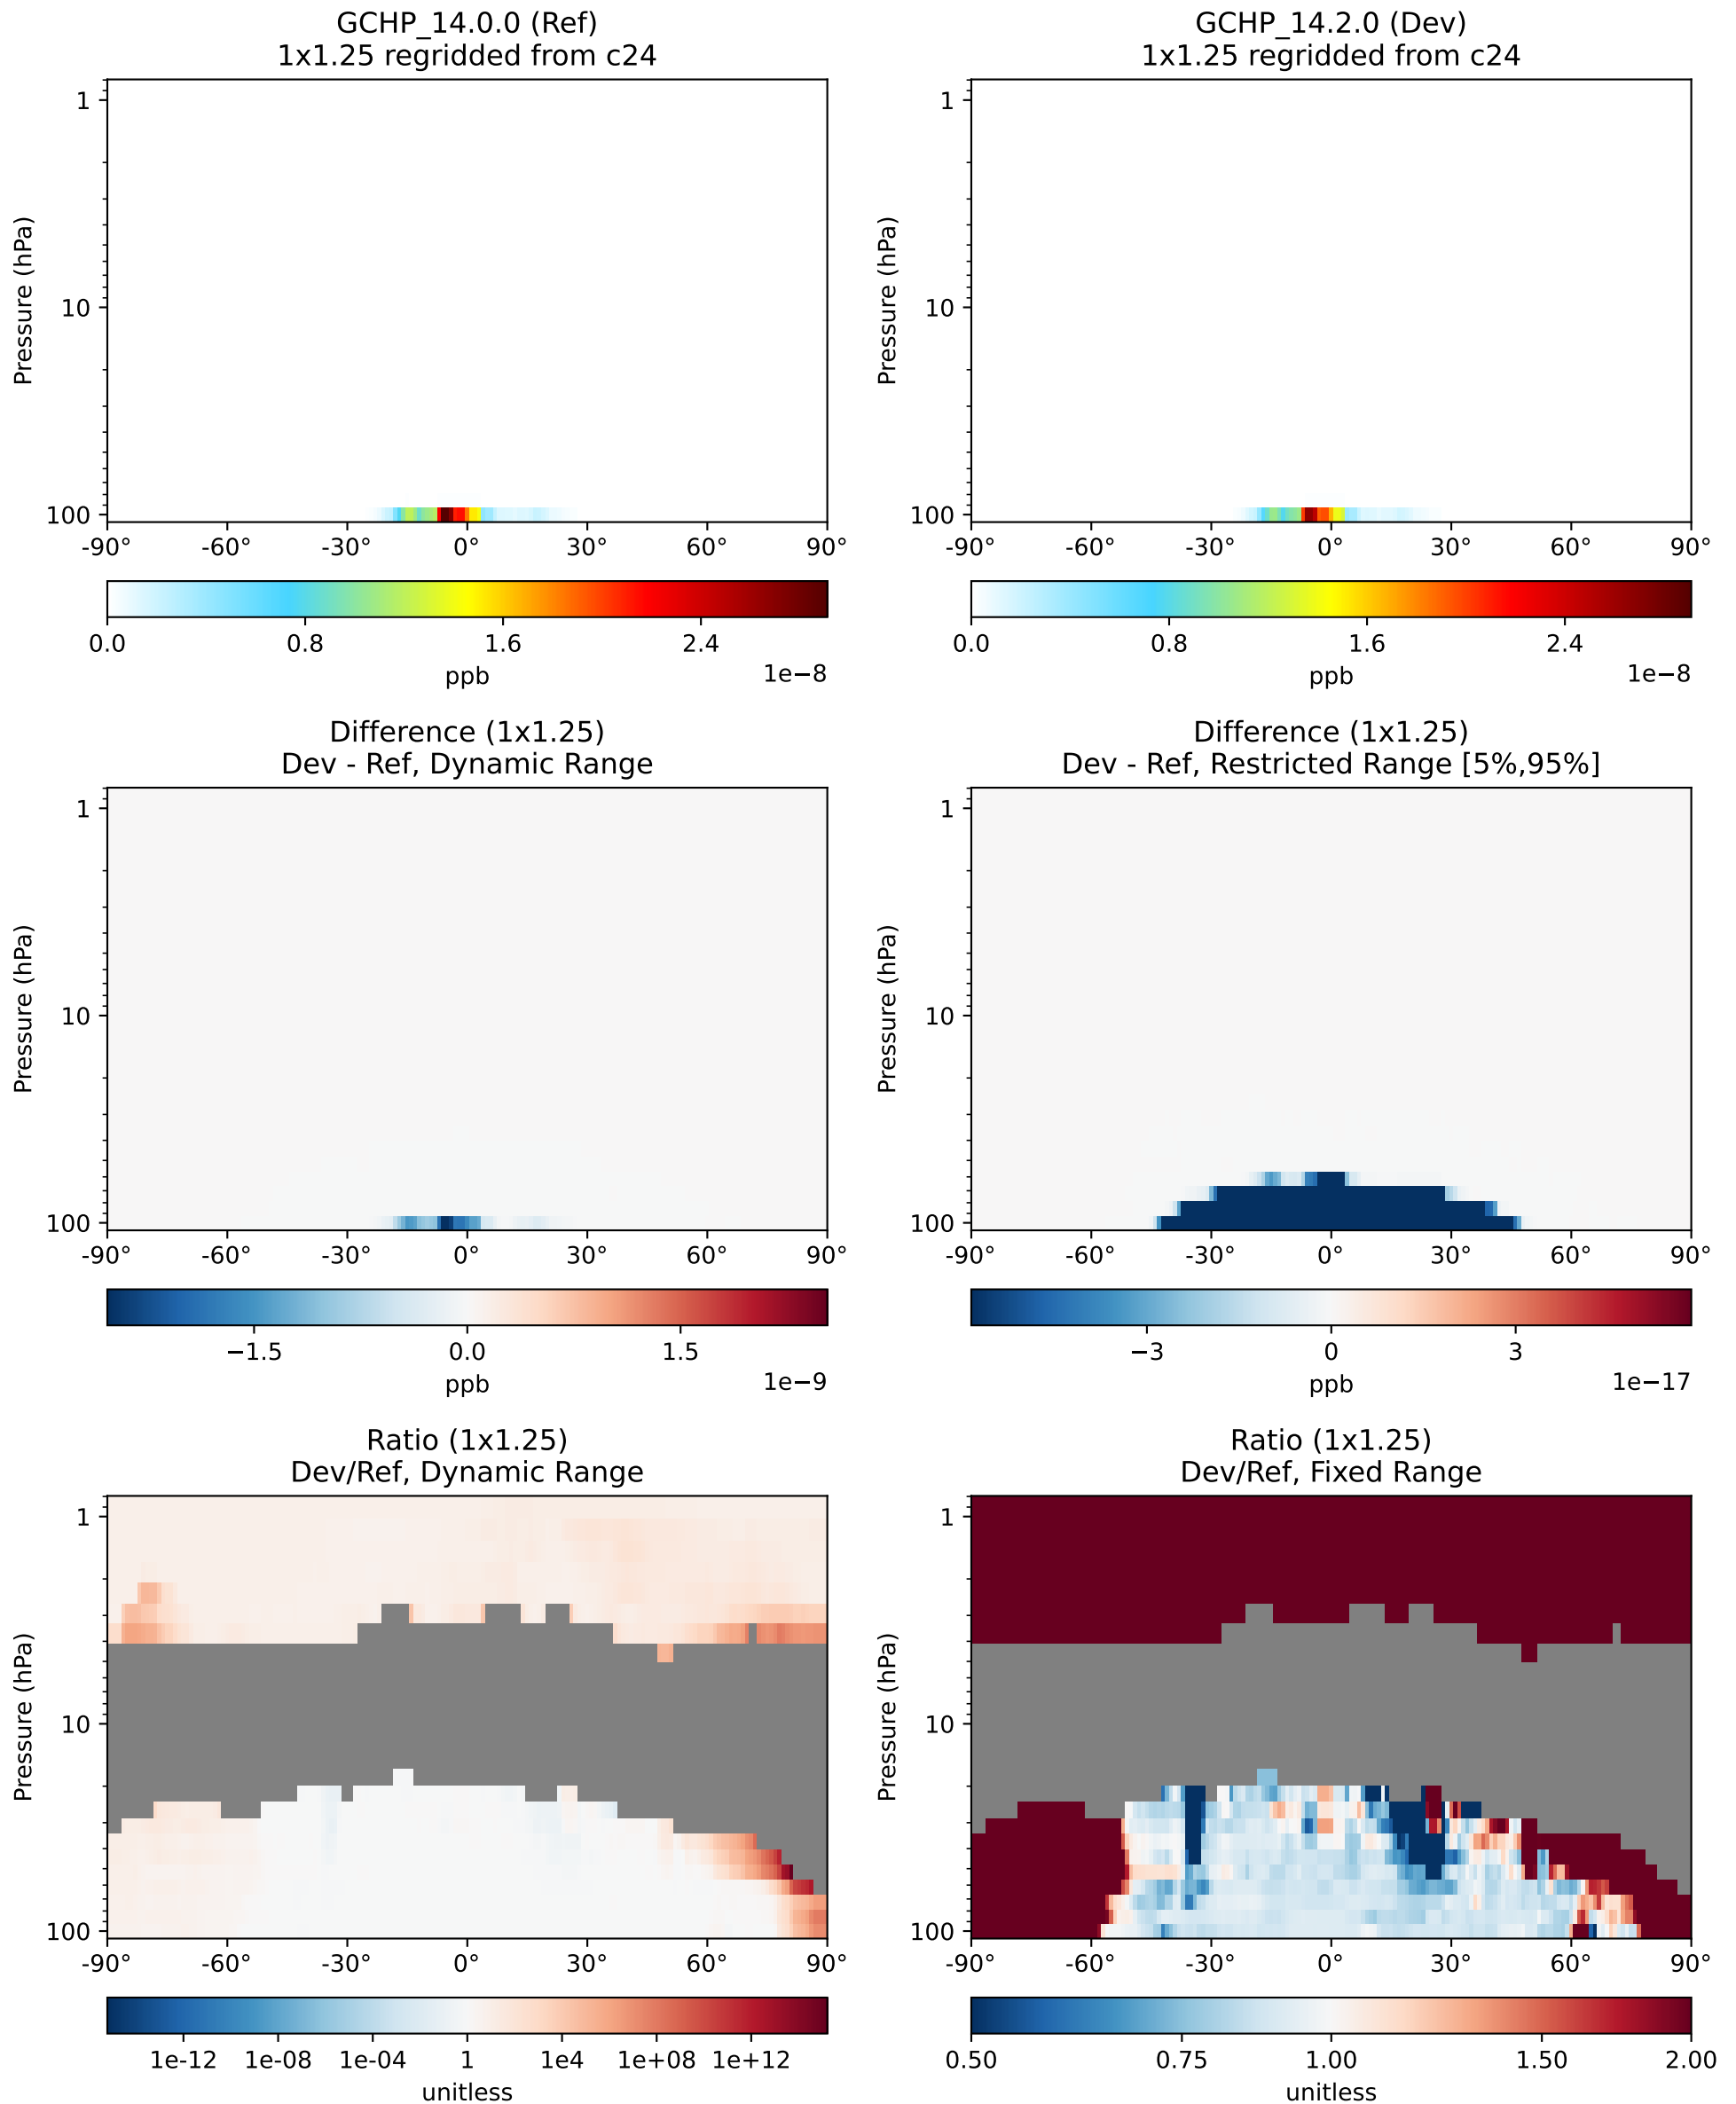 GCHP_14.0.0 (Ref)
1x1.25 regridded from c24
Pressure (hPa)
1
10
100
-90° -60° -30° 0° 30° 60° 90°
0.0 0.8 1.6 2.4
1e−8
ppb
GCHP_14.2.0 (Dev)
1x1.25 regridded from c24
Pressure (hPa)
1
10
100
-90° -60° -30° 0° 30° 60° 90°
0.0 0.8 1.6 2.4
1e−8
ppb
Difference (1x1.25)
Dev - Ref, Dynamic Range
Pressure (hPa)
1
10
100
-90° -60° -30° 0° 30° 60° 90°
−1.5 0.0 1.5
1e−9
ppb
Difference (1x1.25)
Dev - Ref, Restricted Range [5%,95%]
Pressure (hPa)
1
10
100
-90° -60° -30° 0° 30° 60° 90°
−3 0 3
1e−17
ppb
Ratio (1x1.25)
Dev/Ref, Dynamic Range
Pressure (hPa)
1
10
100
-90° -60° -30° 0° 30° 60° 90°
1e-12 1e-08 1e-04 1 1e4 1e+08 1e+12
unitless
Ratio (1x1.25)
Dev/Ref, Fixed Range
Pressure (hPa)
1
10
100
-90° -60° -30° 0° 30° 60° 90°
0.50 0.75 1.00 1.50 2.00
unitless